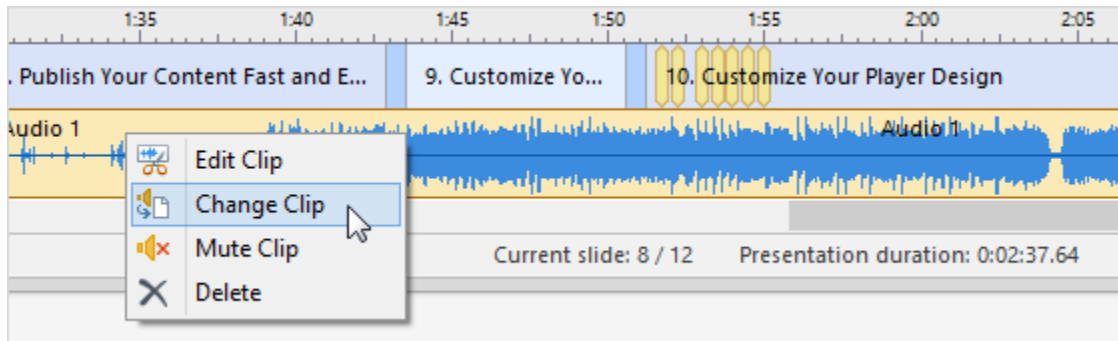 1:35 1:40 1:45 1:50 1:55 2:00 2:05
. Publish Your Content Fast and E... 9. Customize Yo... 10. Customize Your Player Design
Audio 1 Audio 1
Edit Clip
Change Clip
Mute Clip
Current slide: 8 / 12 Presentation duration: 0:02:37.64
Delete